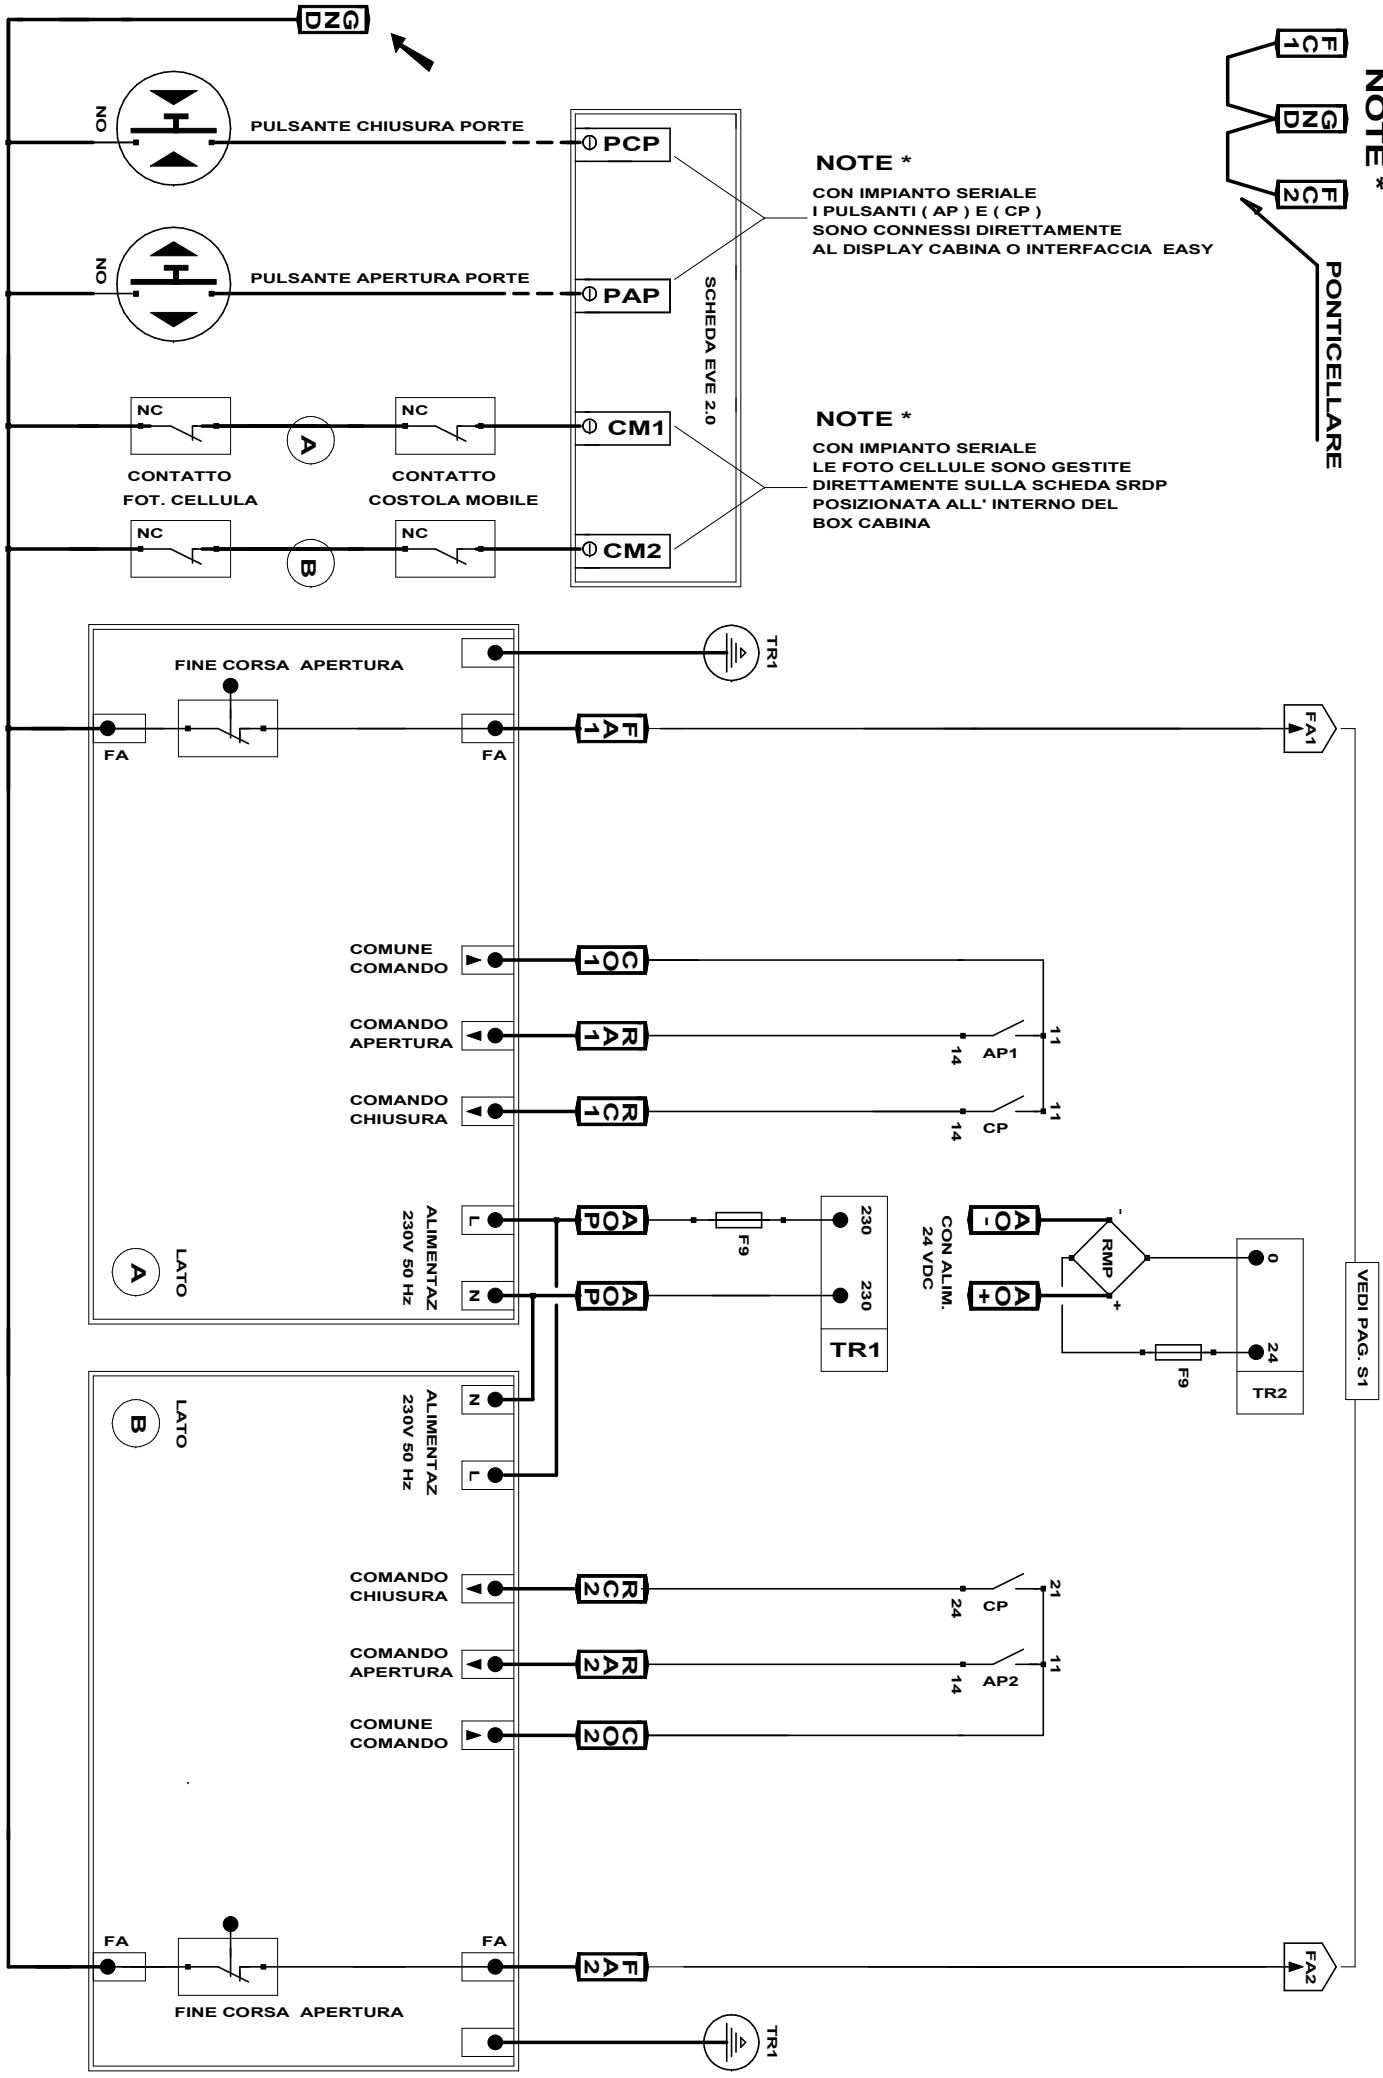 GND
FC1
GND
FC2
NOTE *
PONTICELLARE
NO
PULSANTE CHIUSURA PORTE
PCP
NOTE *
CON IMPIANTO SERIALE
I PULSANTI ( AP ) E ( CP )
SONO CONNESSI DIRETTAMENTE
AL DISPLAY CABINA O INTERFACCIA EASY
NO
PULSANTE APERTURA PORTE
PAP
SCHEDA EVE 2.0
NC
A
NC
CM1
CONTATTO
FOT. CELLULA
CONTATTO
COSTOLA MOBILE
NOTE *
CON IMPIANTO SERIALE
LE FOTO CELLULE SONO GESTITE
DIRETTAMENTE SULLA SCHEDA SRDP
POSIZIONATA ALL' INTERNO DEL
BOX CABINA
NC
B
NC
CM2
TR1
FINE CORSA APERTURA
FA
FA
FA1
FA1
COMUNE
COMANDO
CO1
COMANDO
APERTURA
RA1
14
AP1
11
COMANDO
CHIUSURA
RC1
14
CP
11
ALIMENTAZ
230V 50 Hz
L
AOP
F9
230
N
AOP
230
TR1
LATO
A
CON ALIM.
24 VDC
AO-
AO+
-
RMP
+
0
24
F9
TR2
VEDI PAG. S1
LATO
B
ALIMENTAZ
230V 50 Hz
N
L
COMANDO
CHIUSURA
RC2
24
CP
21
COMANDO
APERTURA
RA2
14
AP2
11
COMUNE
COMANDO
CO2
FA
FA
FA2
FA2
FINE CORSA APERTURA
TR1